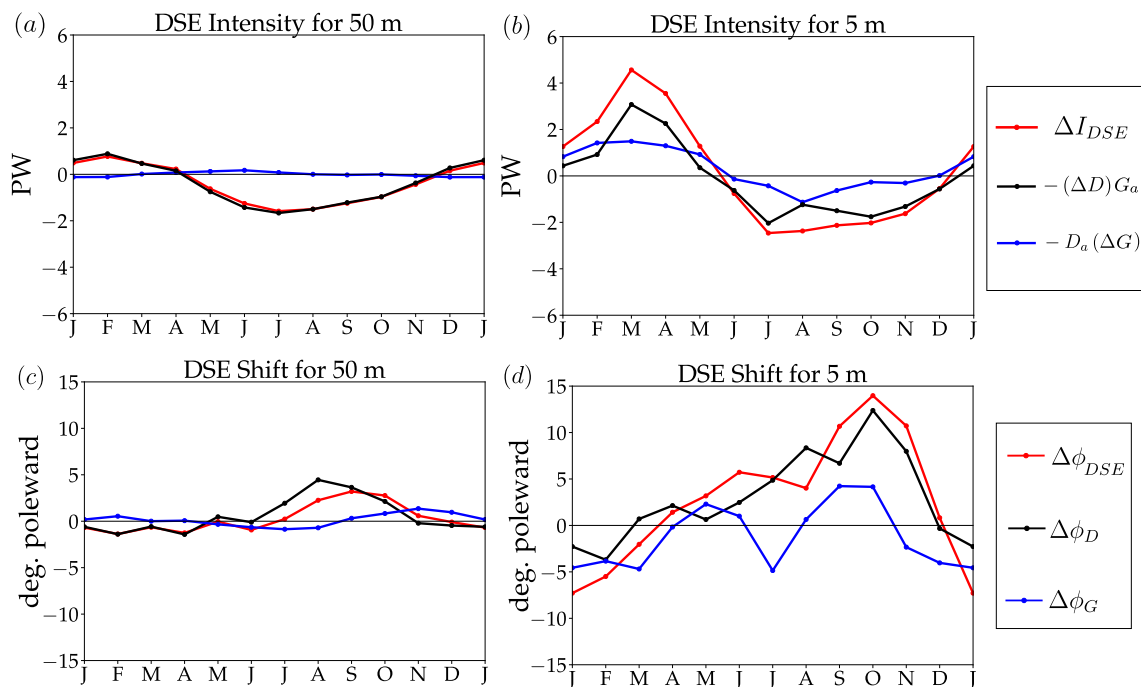 (a) DSE Intensity for 50 m
PW
6
4
2
0
−2
−4
−6
J F M A M J J A S O N D J
(b) DSE Intensity for 5 m
6
4
2
0
−2
−4
−6
J F M A M J J A S O N D J
ΔI_DSE
− (ΔD) G_a
− D_a (ΔG)
(c) DSE Shift for 50 m
deg. poleward
15
10
5
0
−5
−10
−15
J F M A M J J A S O N D J
(d) DSE Shift for 5 m
deg. poleward
15
10
5
0
−5
−10
−15
J F M A M J J A S O N D J
Δϕ_DSE
Δϕ_D
Δϕ_G